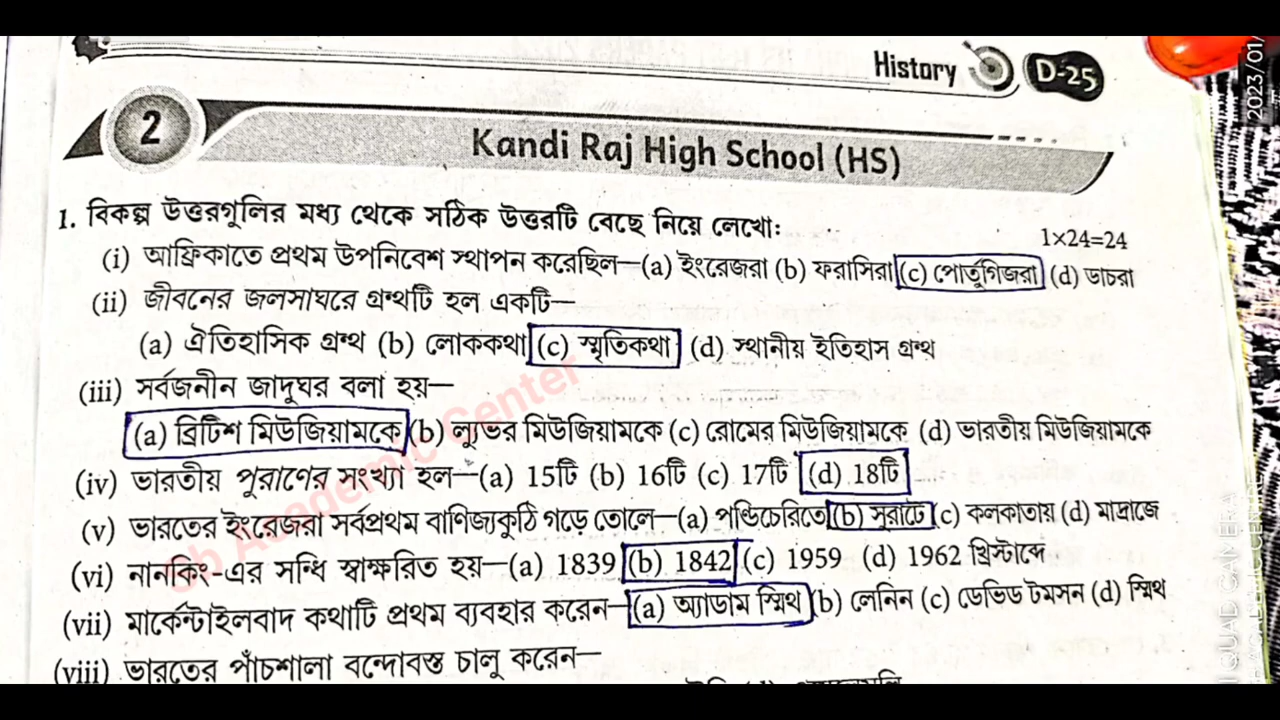 History D-25
2
Kandi Raj High School (HS)
1. বিকল্প উত্তরগুলির মধ্য থেকে সঠিক উত্তরটি বেছে নিয়ে লেখো:
1×24=24
(i) আফ্রিকাতে প্রথম উপনিবেশ স্থাপন করেছিল—(a) ইংরেজরা (b) ফরাসিরা (c) পোর্তুগিজরা (d) ডাচরা
(ii) জীবনের জলসাঘরে গ্রন্থটি হল একটি—
(a) ঐতিহাসিক গ্রন্থ (b) লোককথা (c) স্মৃতিকথা (d) স্থানীয় ইতিহাস গ্রন্থ
(iii) সর্বজনীন জাদুঘর বলা হয়—
(a) ব্রিটিশ মিউজিয়ামকে (b) ল্যুভর মিউজিয়ামকে (c) রোমের মিউজিয়ামকে (d) ভারতীয় মিউজিয়ামকে
(iv) ভারতীয় পুরাণের সংখ্যা হল—(a) 15টি (b) 16টি (c) 17টি (d) 18টি
(v) ভারতের ইংরেজরা সর্বপ্রথম বাণিজ্যকুঠি গড়ে তোলে—(a) পণ্ডিচেরিতে (b) সুরাটে (c) কলকাতায় (d) মাদ্রাজে
(vi) নানকিং-এর সন্ধি স্বাক্ষরিত হয়—(a) 1839 (b) 1842 (c) 1959 (d) 1962 খ্রিস্টাব্দে
(vii) মার্কেন্টাইলবাদ কথাটি প্রথম ব্যবহার করেন—(a) অ্যাডাম স্মিথ (b) লেনিন (c) ডেভিড টমসন (d) স্মিথ
(viii) ভারতের পাঁচশালা বন্দোবস্ত চালু করেন—
Academic Center
2023/01/